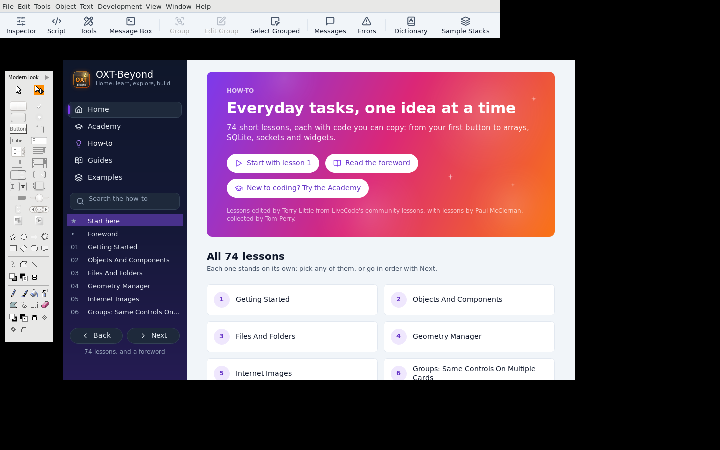 File Edit Tools Object Text Development View Window Help
Inspector
Script
Tools
Message Box
Group
Edit Group
Select Grouped
Messages
Errors
Dictionary
Sample Stacks
Modern look
Button
OXT
OXT-Beyond
Home: learn, explore, build
Home
Academy
How-to
Guides
Examples
Search the how-to
Start here
Foreword
01 Getting Started
02 Objects And Components
03 Files And Folders
04 Geometry Manager
05 Internet Images
06 Groups: Same Controls On...
Back
Next
74 lessons, and a foreword
HOW-TO
Everyday tasks, one idea at a time
74 short lessons, each with code you can copy: from your first button to arrays,
SQLite, sockets and widgets.
Start with lesson 1
Read the foreword
New to coding? Try the Academy
Lessons edited by Terry Little from LiveCode's community lessons, with lessons by Paul McClernan,
collected by Tom Perry.
All 74 lessons
Each one stands on its own: pick any of them, or go in order with Next.
1 Getting Started
2 Objects And Components
3 Files And Folders
4 Geometry Manager
5 Internet Images
6 Groups: Same Controls On Multiple
Cards